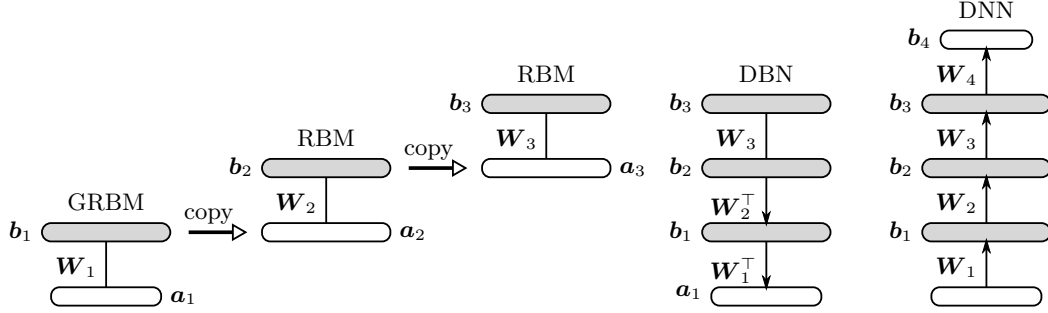 GRBM
b₁
W₁
a₁
copy
RBM
b₂
W₂
a₂
copy
RBM
b₃
W₃
a₃
DBN
b₃
W₃
b₂
W₂⊤
b₁
W₁⊤
a₁
DNN
b₄
W₄
b₃
W₃
b₂
W₂
b₁
W₁